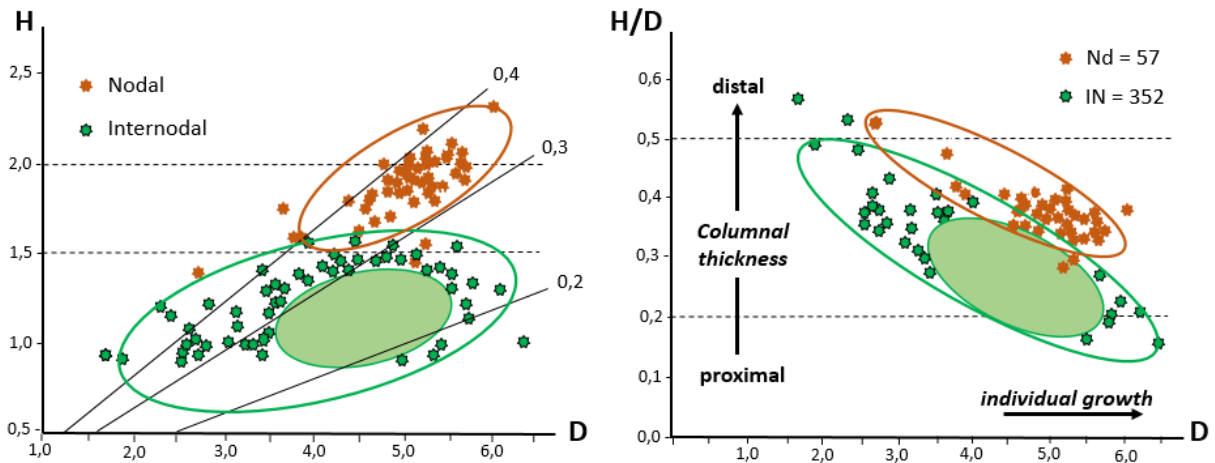 H
2,5
2,0
1,5
1,0
0,5
Nodal
Internodal
0,4
0,3
0,2
1,0 2,0 3,0 4,0 5,0 6,0
D
H/D
0,6
0,5
0,4
0,3
0,2
0,1
0,0
distal
Columnal
thickness
proximal
Nd = 57
IN = 352
individual growth
1,0 2,0 3,0 4,0 5,0 6,0
D